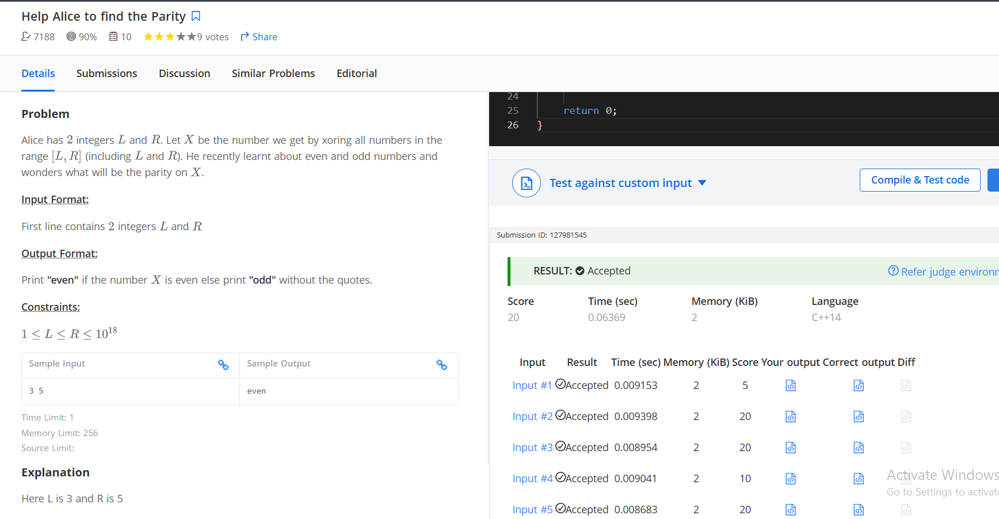 Help Alice to find the Parity
7188 90% 10 9 votes Share
Details Submissions Discussion Similar Problems Editorial
Problem
Alice has 2 integers L and R. Let X be the number we get by xoring all numbers in the
range [L, R] (including L and R). He recently learnt about even and odd numbers and
wonders what will be the parity on X.
Input Format:
First line contains 2 integers L and R
Output Format:
Print "even" if the number X is even else print "odd" without the quotes.
Constraints:
1 ≤ L ≤ R ≤ 10^18
Sample Input Sample Output
3 5 even
Time Limit: 1
Memory Limit: 256
Source Limit:
Explanation
Here L is 3 and R is 5
24
25 return 0;
26 }
Test against custom input Compile & Test code
Submission ID: 127981545
RESULT: Accepted Refer judge environ
Score Time (sec) Memory (KiB) Language
20 0.06369 2 C++14
Input Result Time (sec) Memory (KiB) Score Your output Correct output Diff
Input #1 Accepted 0.009153 2 5
Input #2 Accepted 0.009398 2 20
Input #3 Accepted 0.008954 2 20
Input #4 Accepted 0.009041 2 10
Input #5 Accepted 0.008683 2 20
Activate Windows
Go to Settings to activate